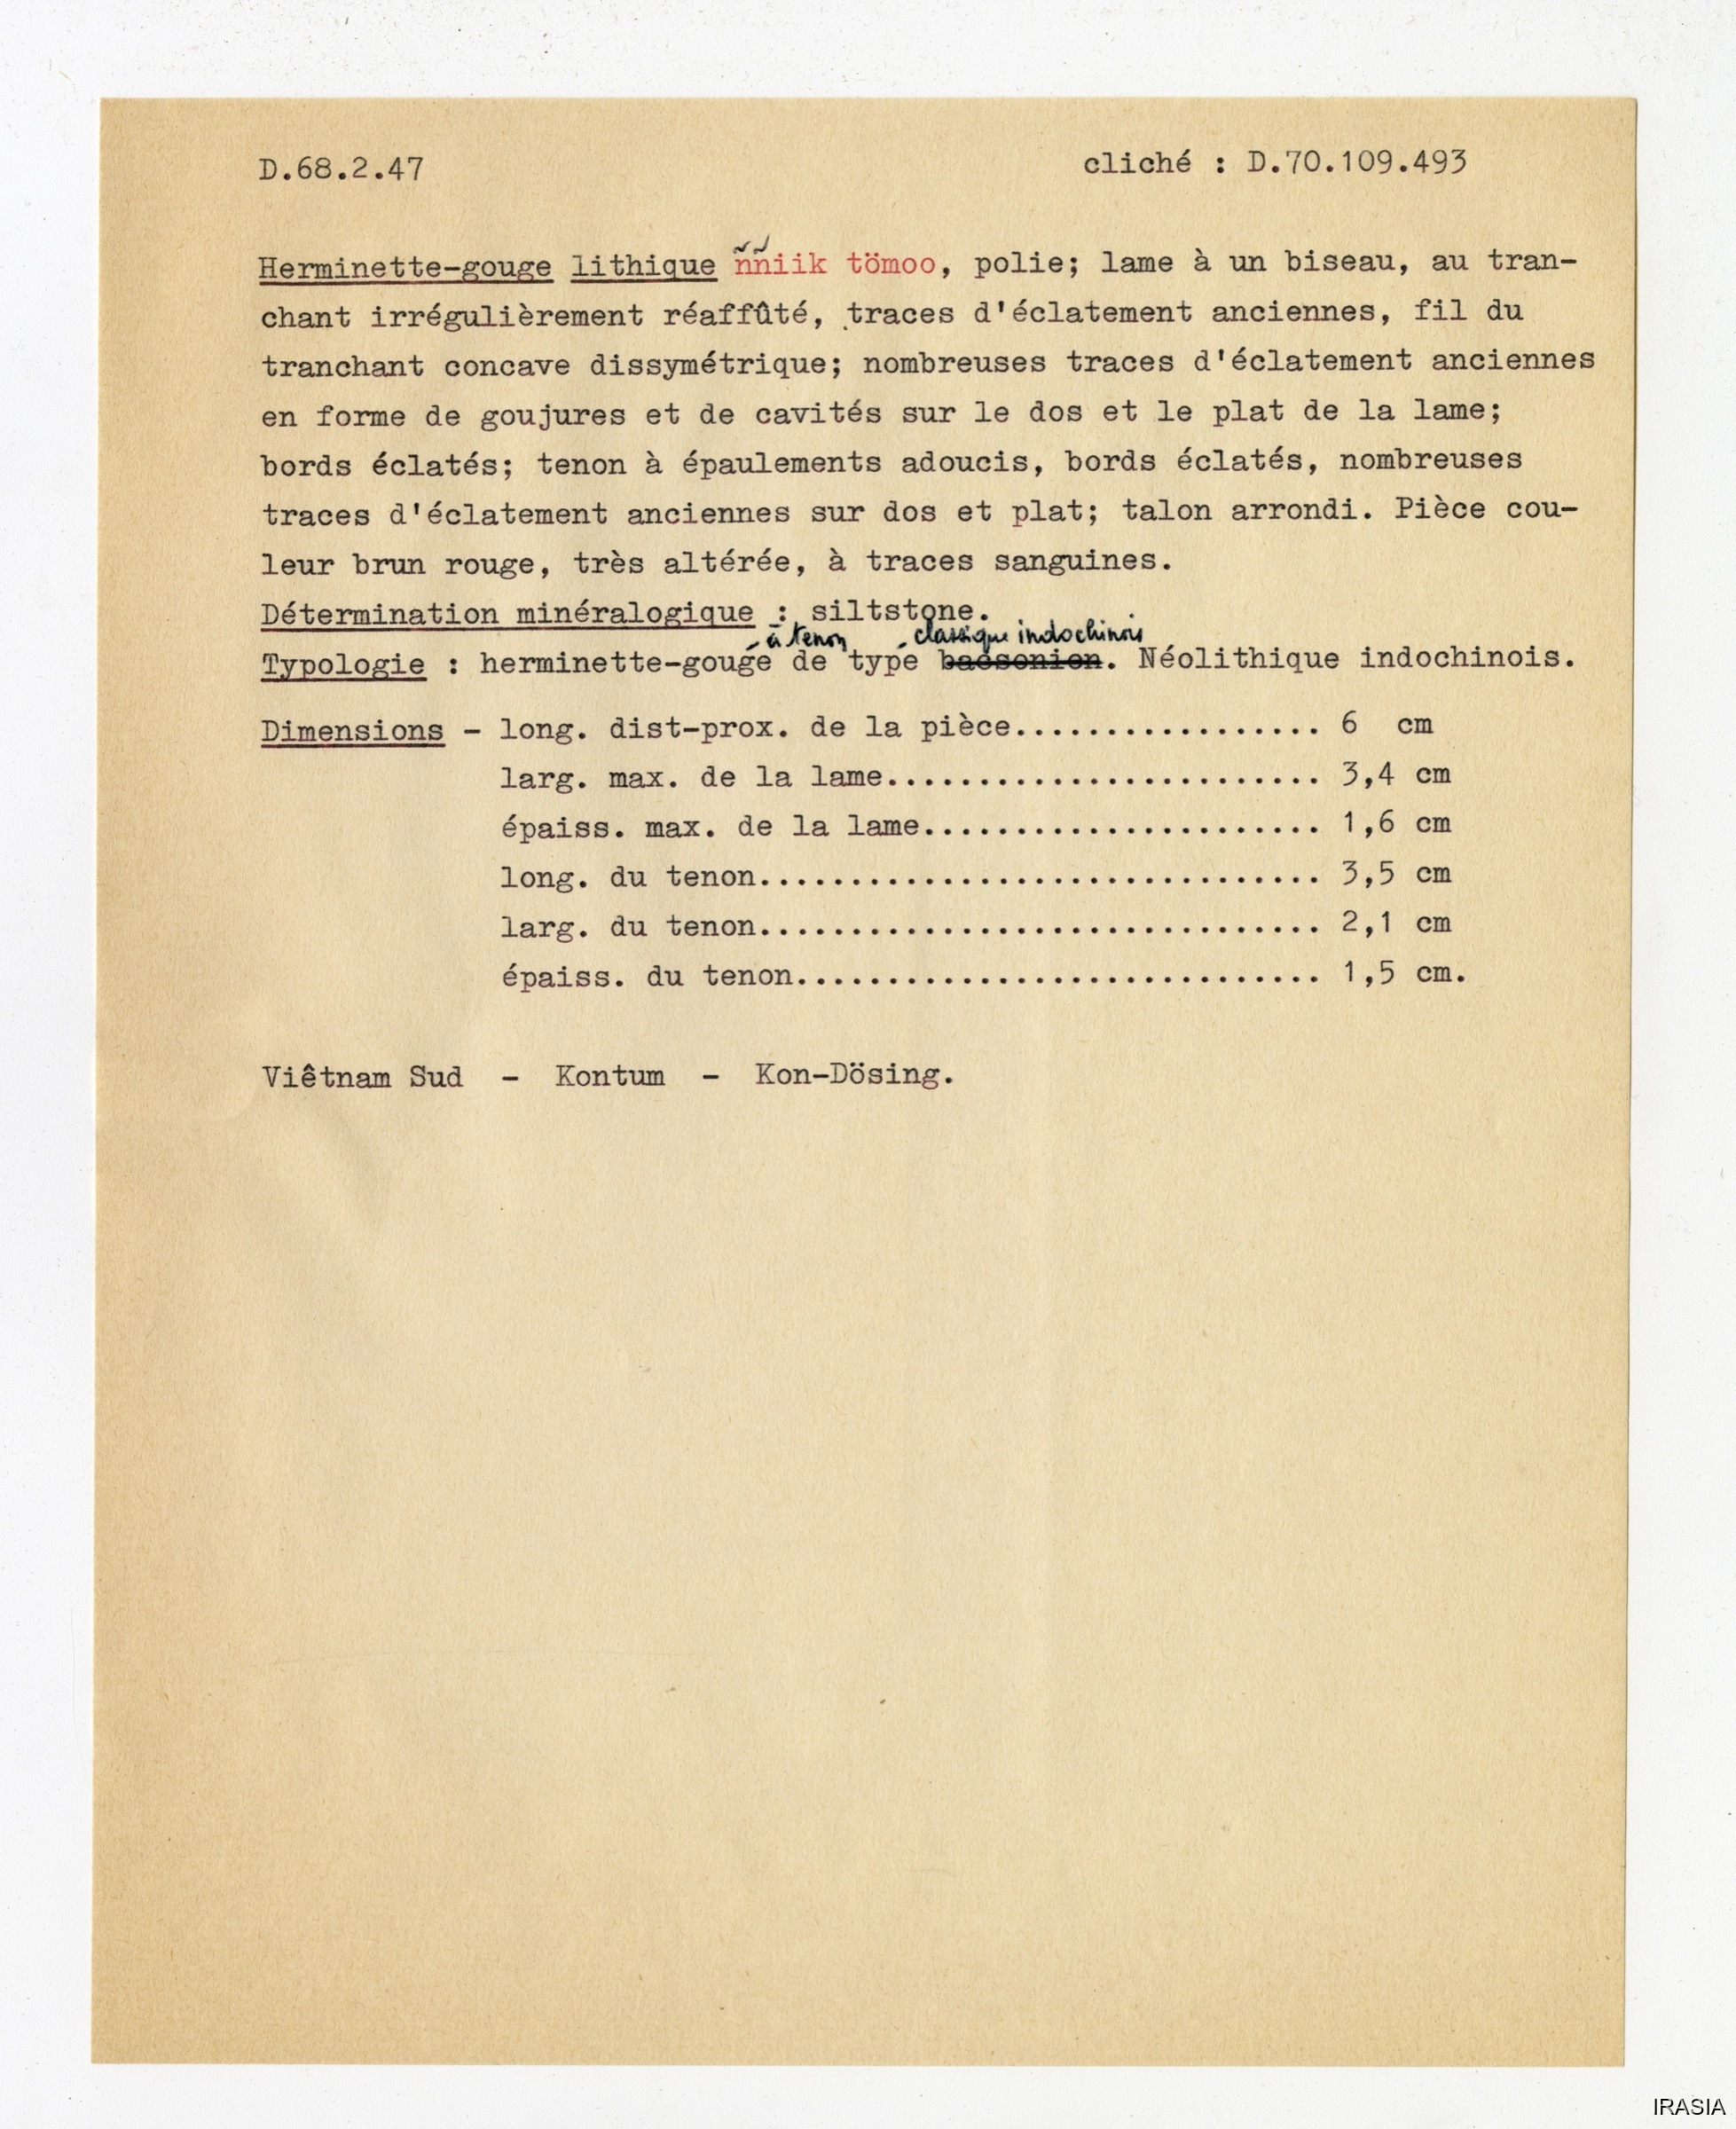 D.68.2.47 cliché : D.70.109.493
Herminette-gouge lithique ñ̆ñ̆iik tömoo, polie; lame à un biseau, au tran-
chant irrégulièrement réaffûté, traces d'éclatement anciennes, fil du
tranchant concave dissymétrique; nombreuses traces d'éclatement anciennes
en forme de goujures et de cavités sur le dos et le plat de la lame;
bords éclatés; tenon à épaulements adoucis, bords éclatés, nombreuses
traces d'éclatement anciennes sur dos et plat; talon arrondi. Pièce cou-
leur brun rouge, très altérée, à traces sanguines.
Détermination minéralogique : siltstone.
à tenon classique indochinois
Typologie : herminette-gouge de type bacsonien. Néolithique indochinois.
Dimensions - long. dist-prox. de la pièce................. 6 cm
larg. max. de la lame........................ 3,4 cm
épaiss. max. de la lame...................... 1,6 cm
long. du tenon............................... 3,5 cm
larg. du tenon............................... 2,1 cm
épaiss. du tenon............................. 1,5 cm.
Viêtnam Sud - Kontum - Kon-Dösing.
IRASIA